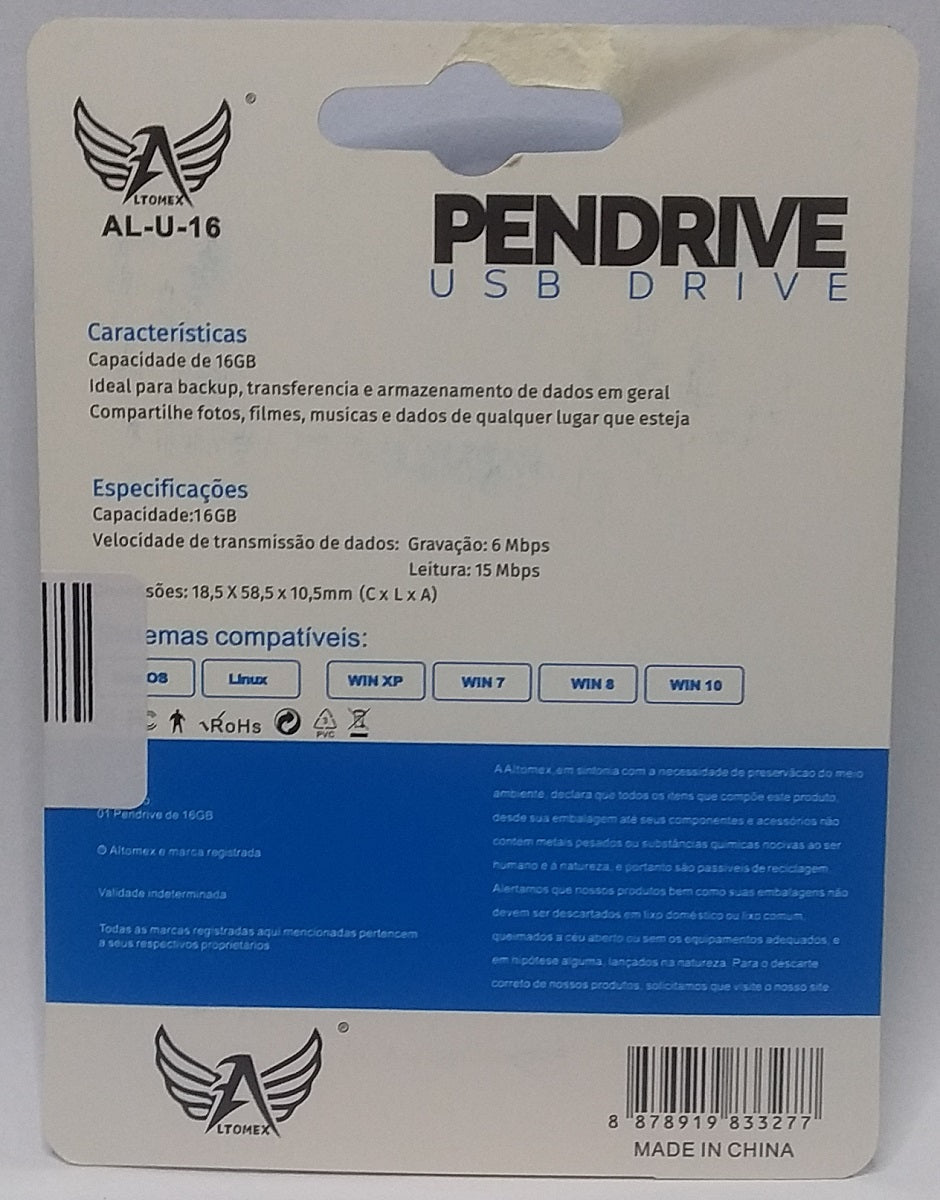 ®
LTOMEX
AL-U-16
PENDRIVE
USB DRIVE
Características
Capacidade de 16GB
Ideal para backup, transferencia e armazenamento de dados em geral
Compartilhe fotos, filmes, musicas e dados de qualquer lugar que esteja
Especificações
Capacidade:16GB
Velocidade de transmissão de dados: Gravação: 6 Mbps
Leitura: 15 Mbps
sões: 18,5 X 58,5 x 10,5mm (C x L x A)
emas compatíveis:
OS Linux WIN XP WIN 7 WIN 8 WIN 10
RoHs 3 PVC
01 Pendrive de 16GB
© Altomex e marca registrada
Validade indeterminada
Todas as marcas registradas aqui mencionadas pertencem
a seus respectivos proprietários
A Altomex, em sintonia com a necessidade de preservãcao do meio
ambiente, declara que todos os itens que compõe este produto,
desde sua embalagem até seus componentes e acessórios não
contem metais pesados ou substâncias quimicas nocivas ao ser
humano e à natureza, e portanto são passiveis de reciclagem.
Alertamos que nossos produtos bem como suas embalagens não
devem ser descartados em lixo doméstico ou lixo comum,
queimados a céu aberto ou sem os equipamentos adequados, e
em hipótese alguma, lançados na natureza. Para o descarte
correto de nossos produtos, solicitamos que visite o nosso site
®
LTOMEX
8 878919 833277
MADE IN CHINA